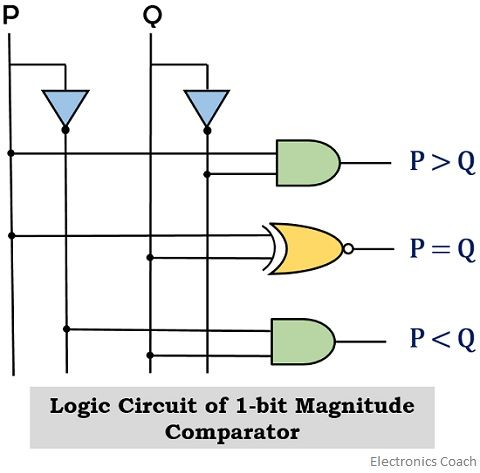 P Q
P > Q
P = Q
P < Q
Logic Circuit of 1-bit Magnitude
Comparator
Electronics Coach